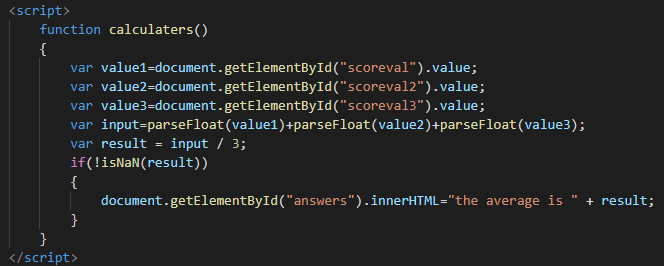 <script>
function calculaters()
{
var value1=document.getElementById("scoreval").value;
var value2=document.getElementById("scoreval2").value;
var value3=document.getElementById("scoreval3").value;
var input=parseFloat(value1)+parseFloat(value2)+parseFloat(value3);
var result = input / 3;
if(!isNaN(result))
{
document.getElementById("answers").innerHTML="the average is " + result;
}
}
</script>